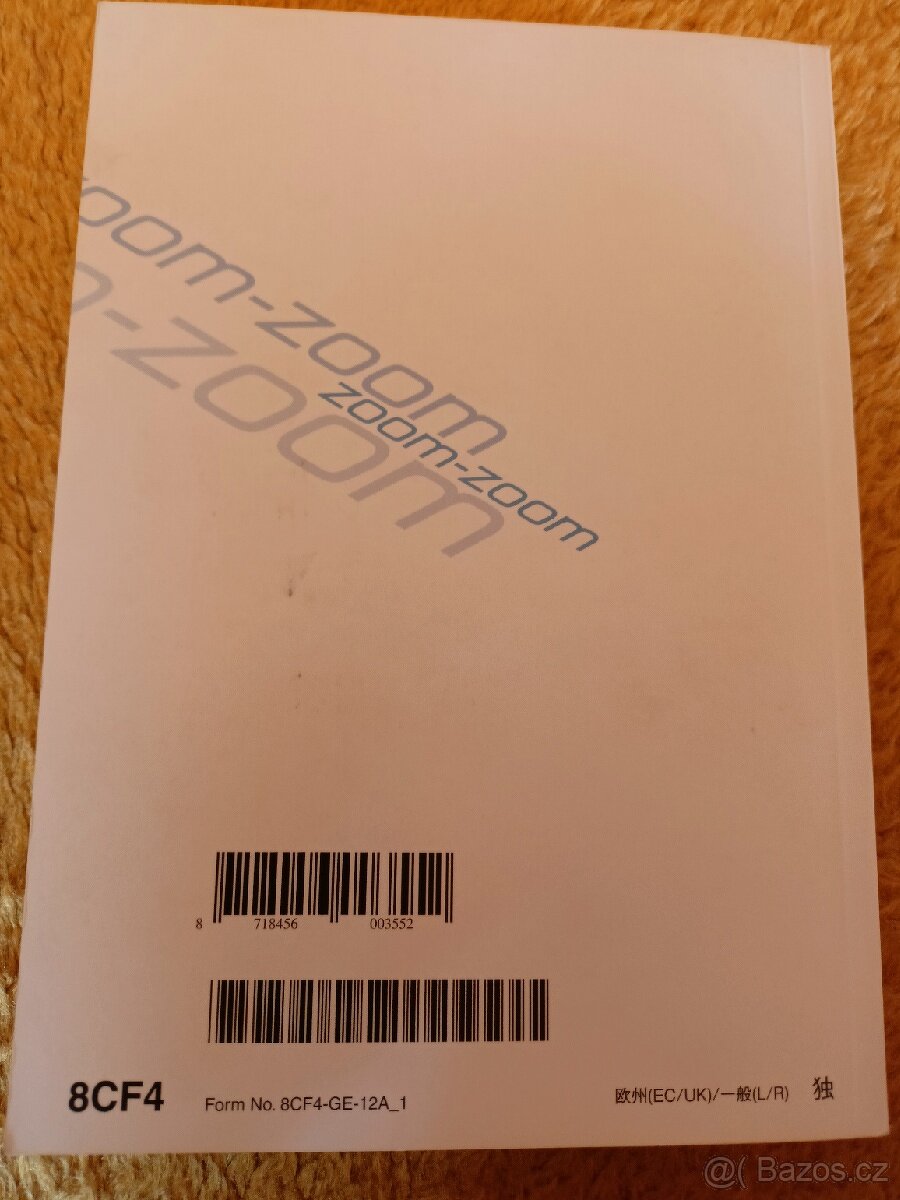 zoom-zoom
-zoom
zoom-zoom
8 718456 003552
8CF4 Form No. 8CF4-GE-12A_1 欧州(EC/UK)/一般(L/R) 独
@( Bazos.cz